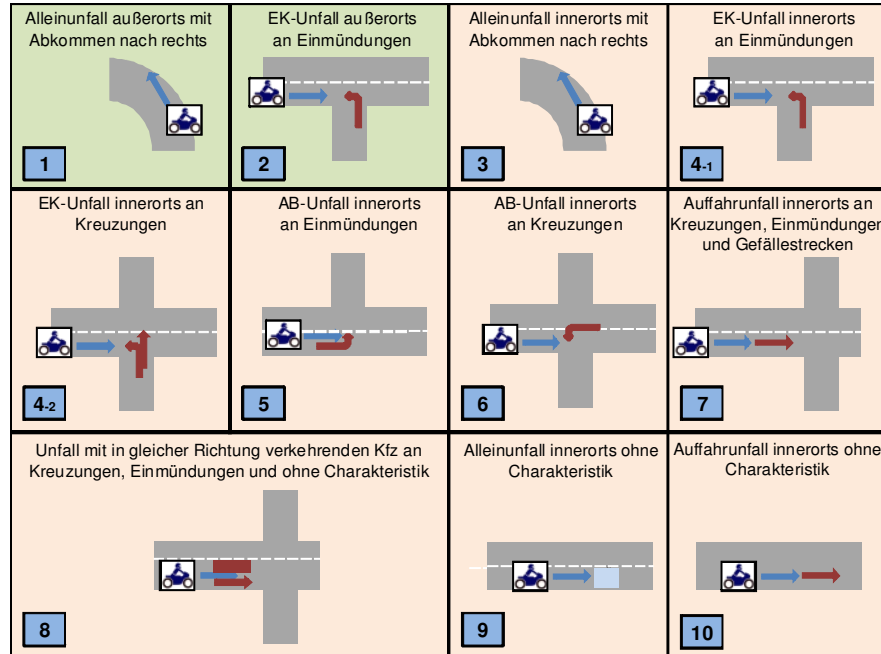 Alleinunfall außerorts mit
Abkommen nach rechts
1
EK-Unfall außerorts
an Einmündungen
2
Alleinunfall innerorts mit
Abkommen nach rechts
3
EK-Unfall innerorts
an Einmündungen
4-1
EK-Unfall innerorts an
Kreuzungen
4-2
AB-Unfall innerorts
an Einmündungen
5
AB-Unfall innerorts
an Kreuzungen
6
Auffahrunfall innerorts an
Kreuzungen, Einmündungen
und Gefällestrecken
7
Unfall mit in gleicher Richtung verkehrenden Kfz an
Kreuzungen, Einmündungen und ohne Charakteristik
8
Alleinunfall innerorts ohne
Charakteristik
9
Auffahrunfall innerorts ohne
Charakteristik
10